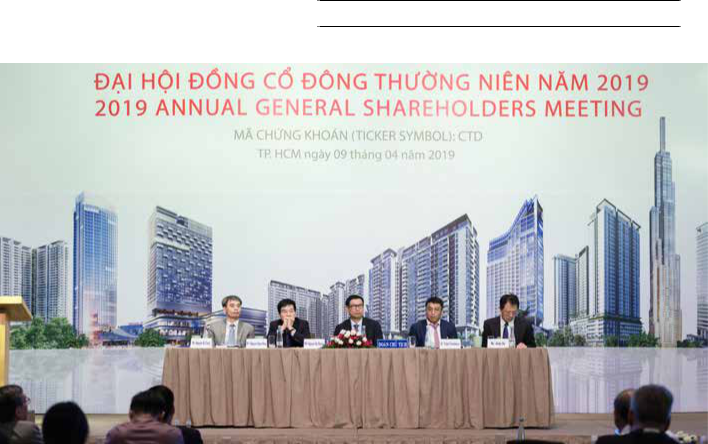 ĐẠI HỘI ĐỒNG CỔ ĐÔNG THƯỜNG NIÊN NĂM 2019
2019 ANNUAL GENERAL SHAREHOLDERS MEETING
MÃ CHỨNG KHOÁN (TICKER SYMBOL): CTD
TP. HCM ngày 09 tháng 04 năm 2019
ĐOÀN CHỦ TỊCH